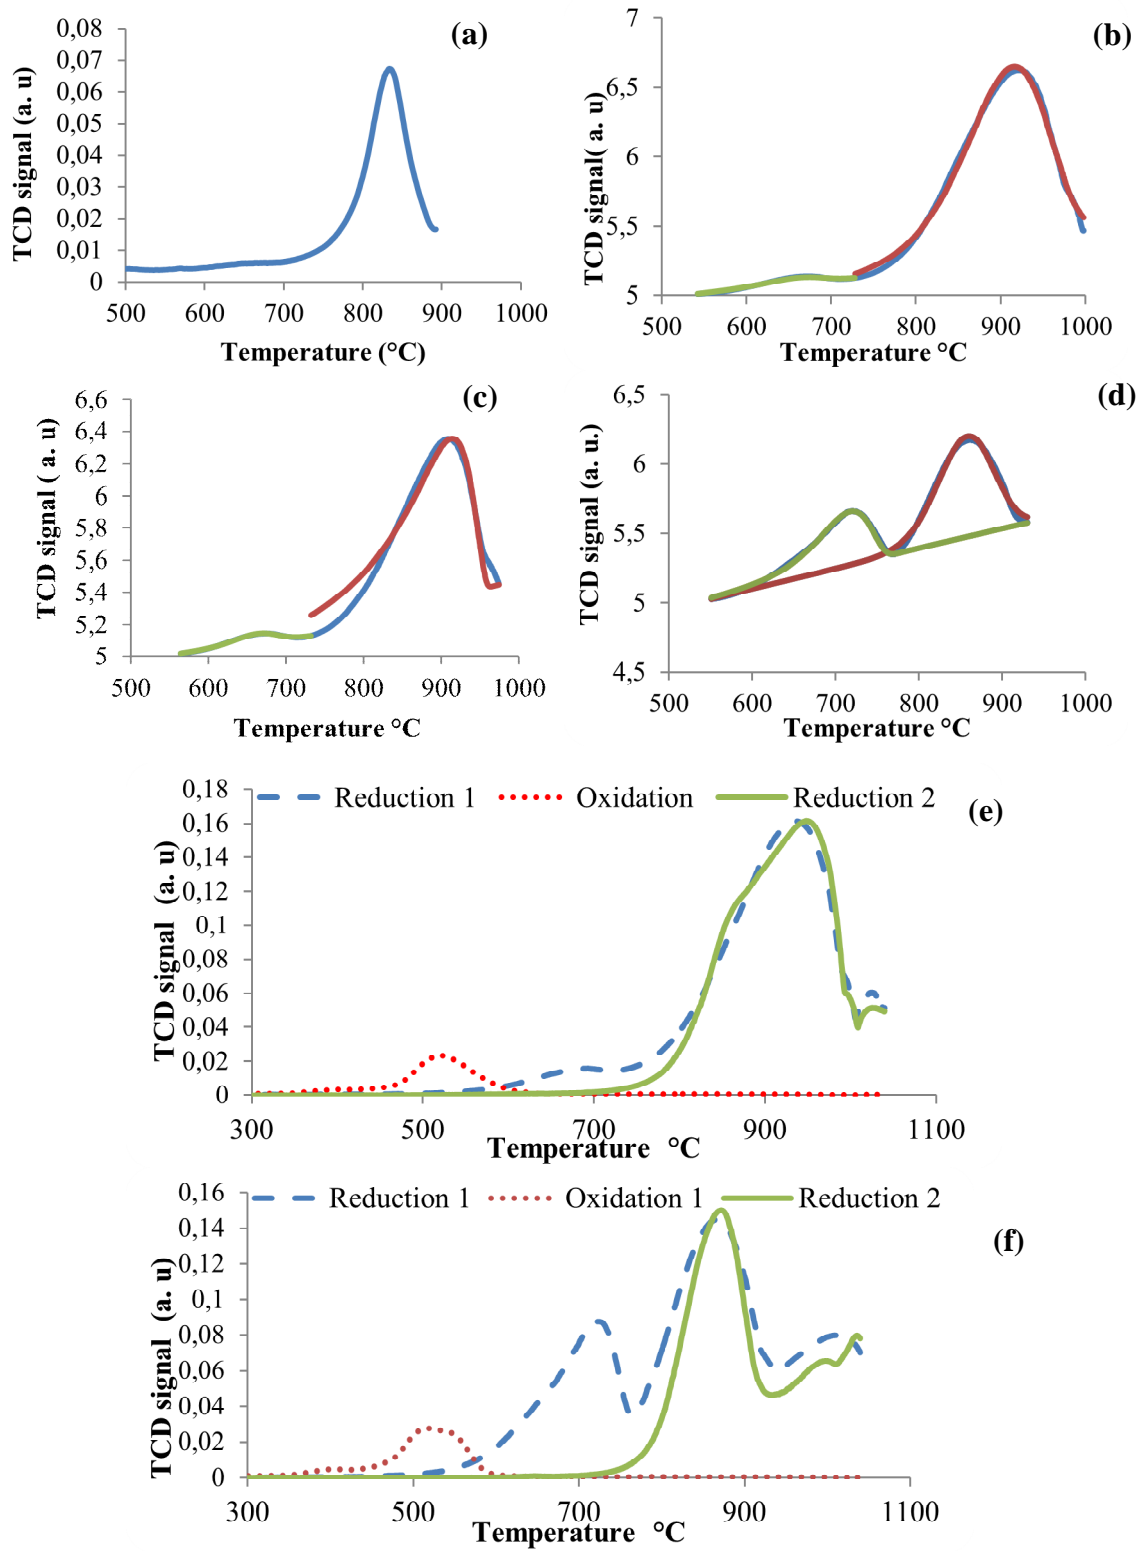 (a)
0,08
0,07
0,06
0,05
0,04
0,03
0,02
0,01
0
TCD signal (a. u)
500 600 700 800 900 1000
Temperature (°C)
(b)
7
6,5
6
5,5
5
TCD signal( a. u)
500 600 700 800 900 1000
Temperature °C
(c)
6,6
6,4
6,2
6
5,8
5,6
5,4
5,2
5
TCD signal ( a. u)
500 600 700 800 900 1000
Temperature °C
(d)
6,5
6
5,5
5
4,5
TCD signal (a. u.)
500 600 700 800 900 1000
Temperature °C
Reduction 1 Oxidation Reduction 2
(e)
0,18
0,16
0,14
0,12
0,1
0,08
0,06
0,04
0,02
0
TCD signal (a. u)
300 500 700 900 1100
Temperature °C
Reduction 1 Oxidation 1 Reduction 2
(f)
0,16
0,14
0,12
0,1
0,08
0,06
0,04
0,02
0
TCD signal (a. u)
300 500 700 900 1100
Temperature °C